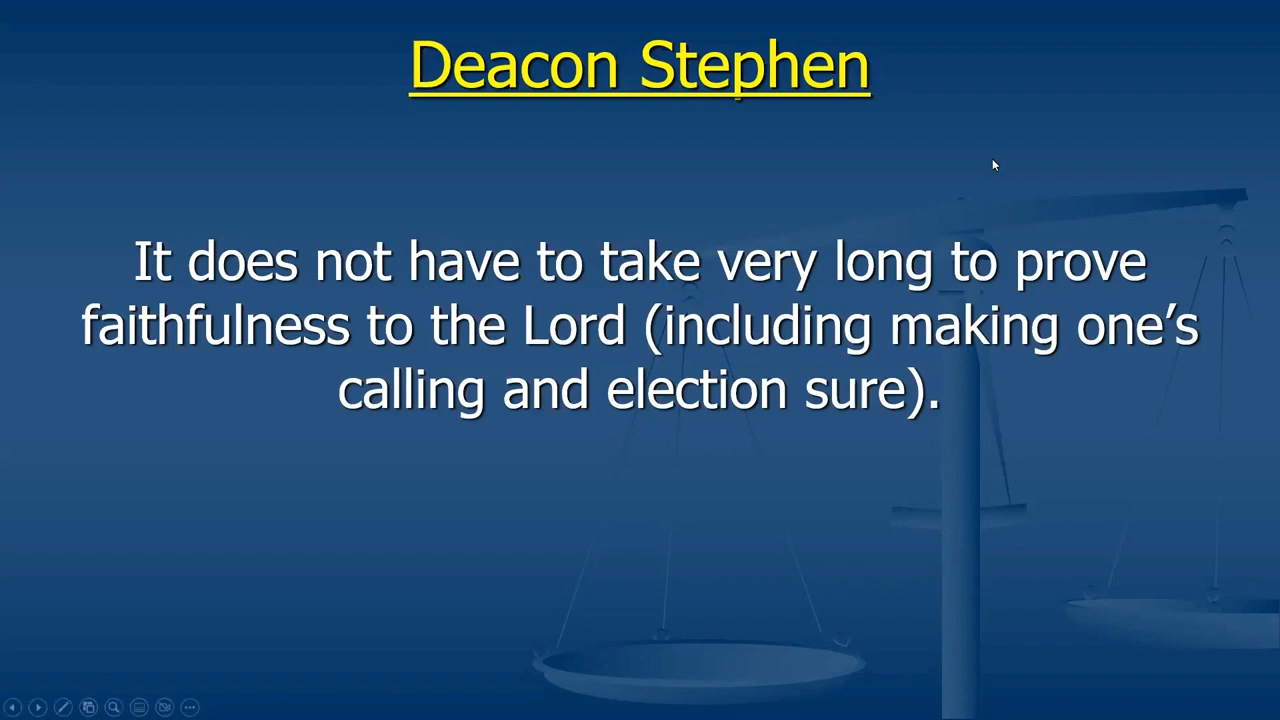 Deacon Stephen
It does not have to take very long to prove
faithfulness to the Lord (including making one’s
calling and election sure).